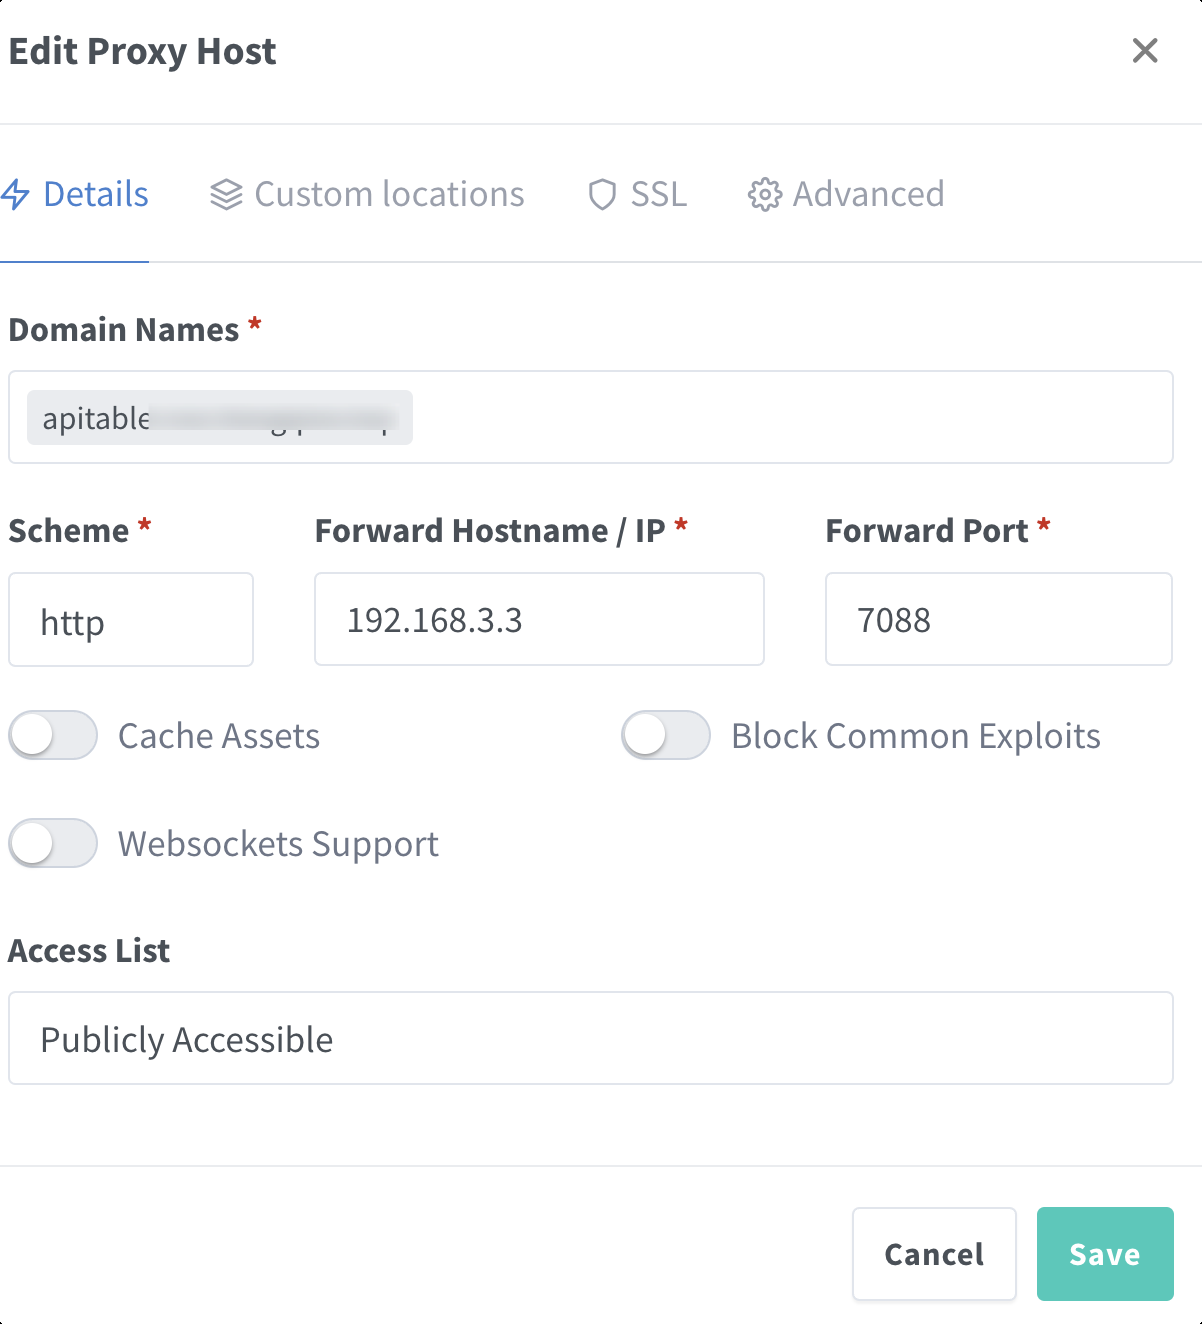 Edit Proxy Host
Details Custom locations SSL Advanced
Domain Names *
apitable
Scheme * Forward Hostname / IP * Forward Port *
http 192.168.3.3 7088
Cache Assets Block Common Exploits
Websockets Support
Access List
Publicly Accessible
Cancel Save